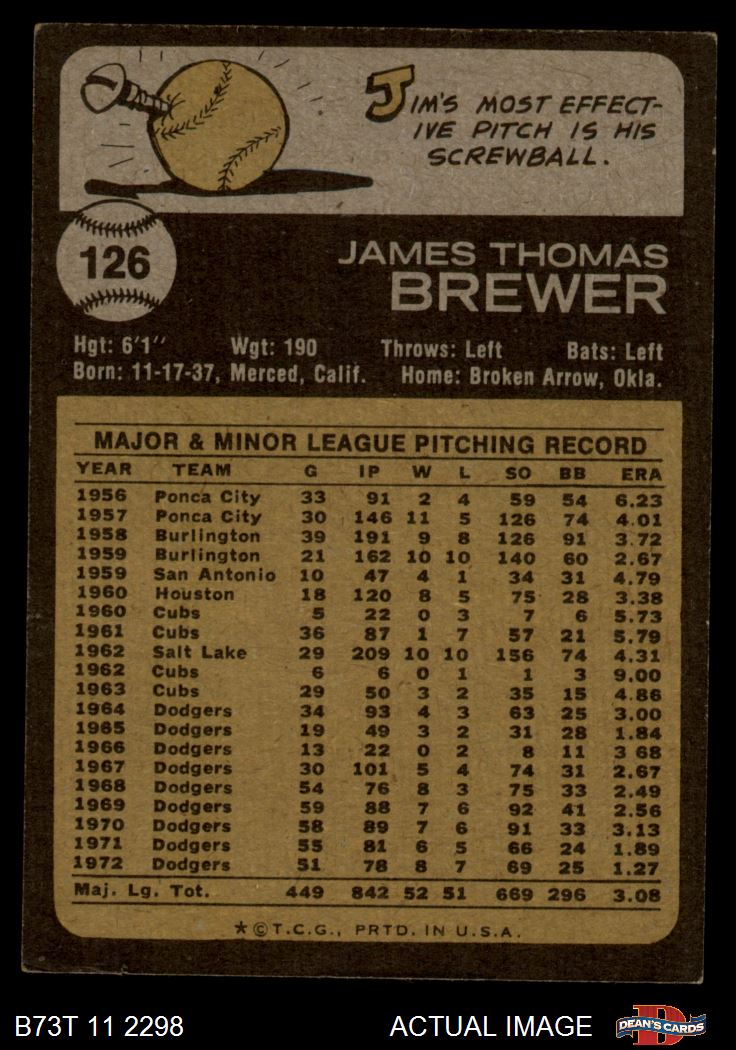 JIM'S MOST EFFECT-
IVE PITCH IS HIS
SCREWBALL.
126
JAMES THOMAS
BREWER
Hgt: 6'1" Wgt: 190 Throws: Left Bats: Left
Born: 11-17-37, Merced, Calif. Home: Broken Arrow, Okla.
MAJOR & MINOR LEAGUE PITCHING RECORD
YEAR TEAM G IP W L SO BB ERA
1956 Ponca City 33 91 2 4 59 54 6.23
1957 Ponca City 30 146 11 5 126 74 4.01
1958 Burlington 39 191 9 8 126 91 3.72
1959 Burlington 21 162 10 10 140 60 2.67
1959 San Antonio 10 47 4 1 34 31 4.79
1960 Houston 18 120 8 5 75 28 3.38
1960 Cubs 5 22 0 3 7 6 5.73
1961 Cubs 36 87 1 7 57 21 5.79
1962 Salt Lake 29 209 10 10 156 74 4.31
1962 Cubs 6 6 0 1 1 3 9.00
1963 Cubs 29 50 3 2 35 15 4.86
1964 Dodgers 34 93 4 3 63 25 3.00
1965 Dodgers 19 49 3 2 31 28 1.84
1966 Dodgers 13 22 0 2 8 11 3 68
1967 Dodgers 30 101 5 4 74 31 2.67
1968 Dodgers 54 76 8 3 75 33 2.49
1969 Dodgers 59 88 7 6 92 41 2.56
1970 Dodgers 58 89 7 6 91 33 3.13
1971 Dodgers 55 81 6 5 66 24 1.89
1972 Dodgers 51 78 8 7 69 25 1.27
Maj. Lg. Tot. 449 842 52 51 669 296 3.08
★©T.C.G., PRTD. IN U.S.A.
B73T 11 2298 ACTUAL IMAGE
D
DEAN'S CARDS